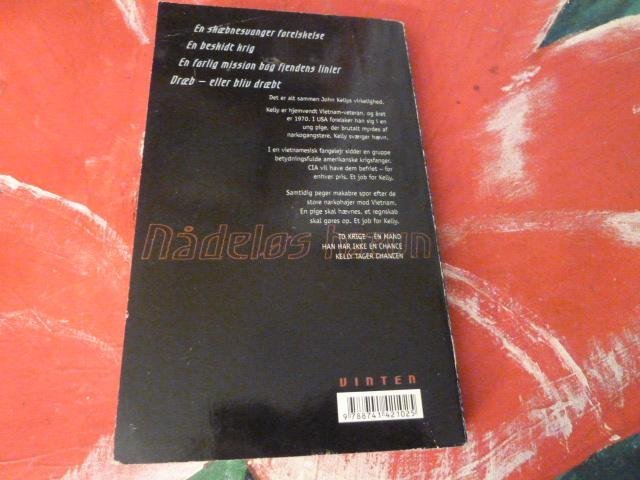 En skæbnesvanger forelskelse
En beskidt krig
En farlig mission bag fjendens linier
Dræb – eller bliv dræbt
Det er alt sammen John Kellys virkelighed.
Kelly er hjemvendt Vietnam-veteran, og året
er 1970. I USA forelsker han sig i en
ung pige, der brutalt myrdes af
narkogangstere. Kelly sværger hævn.
I en vietnamesisk fangelejr sidder en gruppe
betydningsfulde amerikanske krigsfanger.
CIA vil have dem befriet – for
enhver pris. Et job for Kelly.
Samtidig peger makabre spor efter de
store narkohajer mod Vietnam.
En pige skal hævnes, et regnskab
skal gøres op. Et job for Kelly.
Nådeløs hævn
TO KRIGE – EN MAND
HAN HAR IKKE EN CHANCE
KELLY TAGER CHANCEN
VINTEN
9 788741 421025